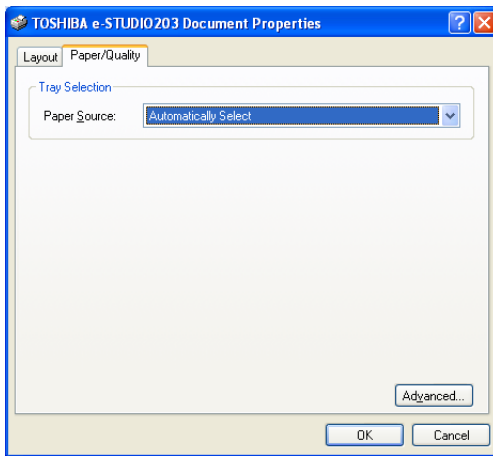 TOSHIBA e-STUDIO203 Document Properties
Layout Paper/Quality
Tray Selection
Paper Source: Automatically Select
Advanced...
OK Cancel